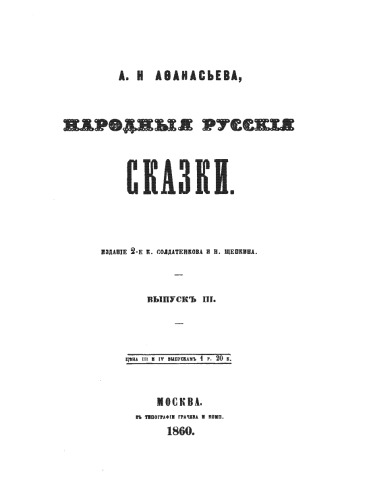 А. Н АѲАНАСЬЕВА,
НАРОДНЫЯ РУССКІЯ
СКАЗКИ.
ИЗДАНІЕ 2-Е К. СОЛДАТЕНКОВА И Н. ЩЕПКИНА.
ВЫПУСКЪ III.
ЦѢНА III И IV ВЫПУСКАМЪ 1 Р. 20 К.
МОСКВА.
ВЪ ТИПОГРАФІИ ГРАЧЕВА И КОМП.
1860.